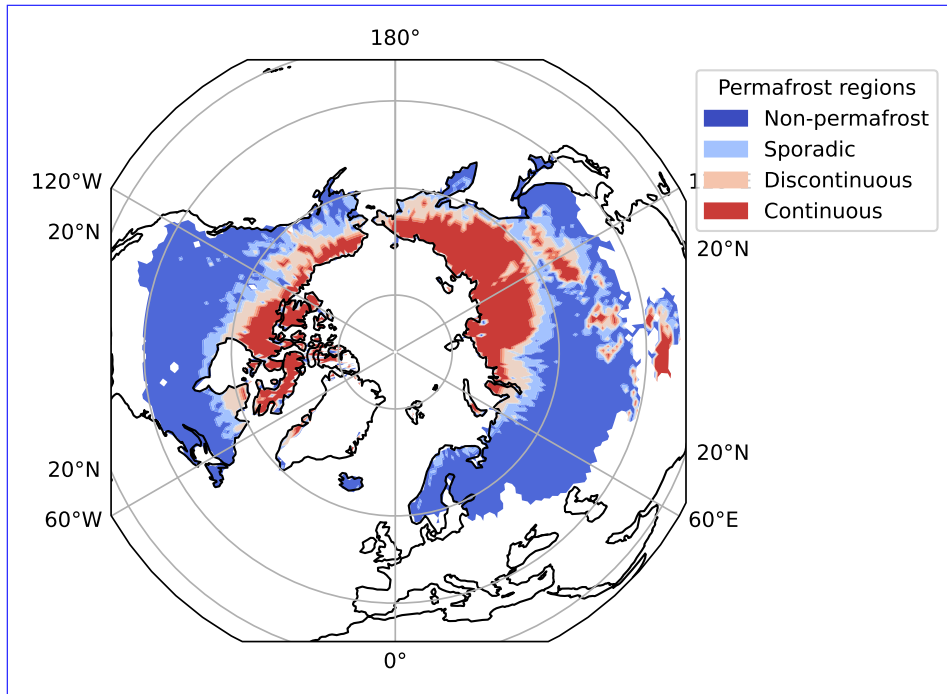 180°
Permafrost regions
Non-permafrost
Sporadic
Discontinuous
Continuous
120°W
20°N
20°N
20°N
20°N
60°W
60°E
0°